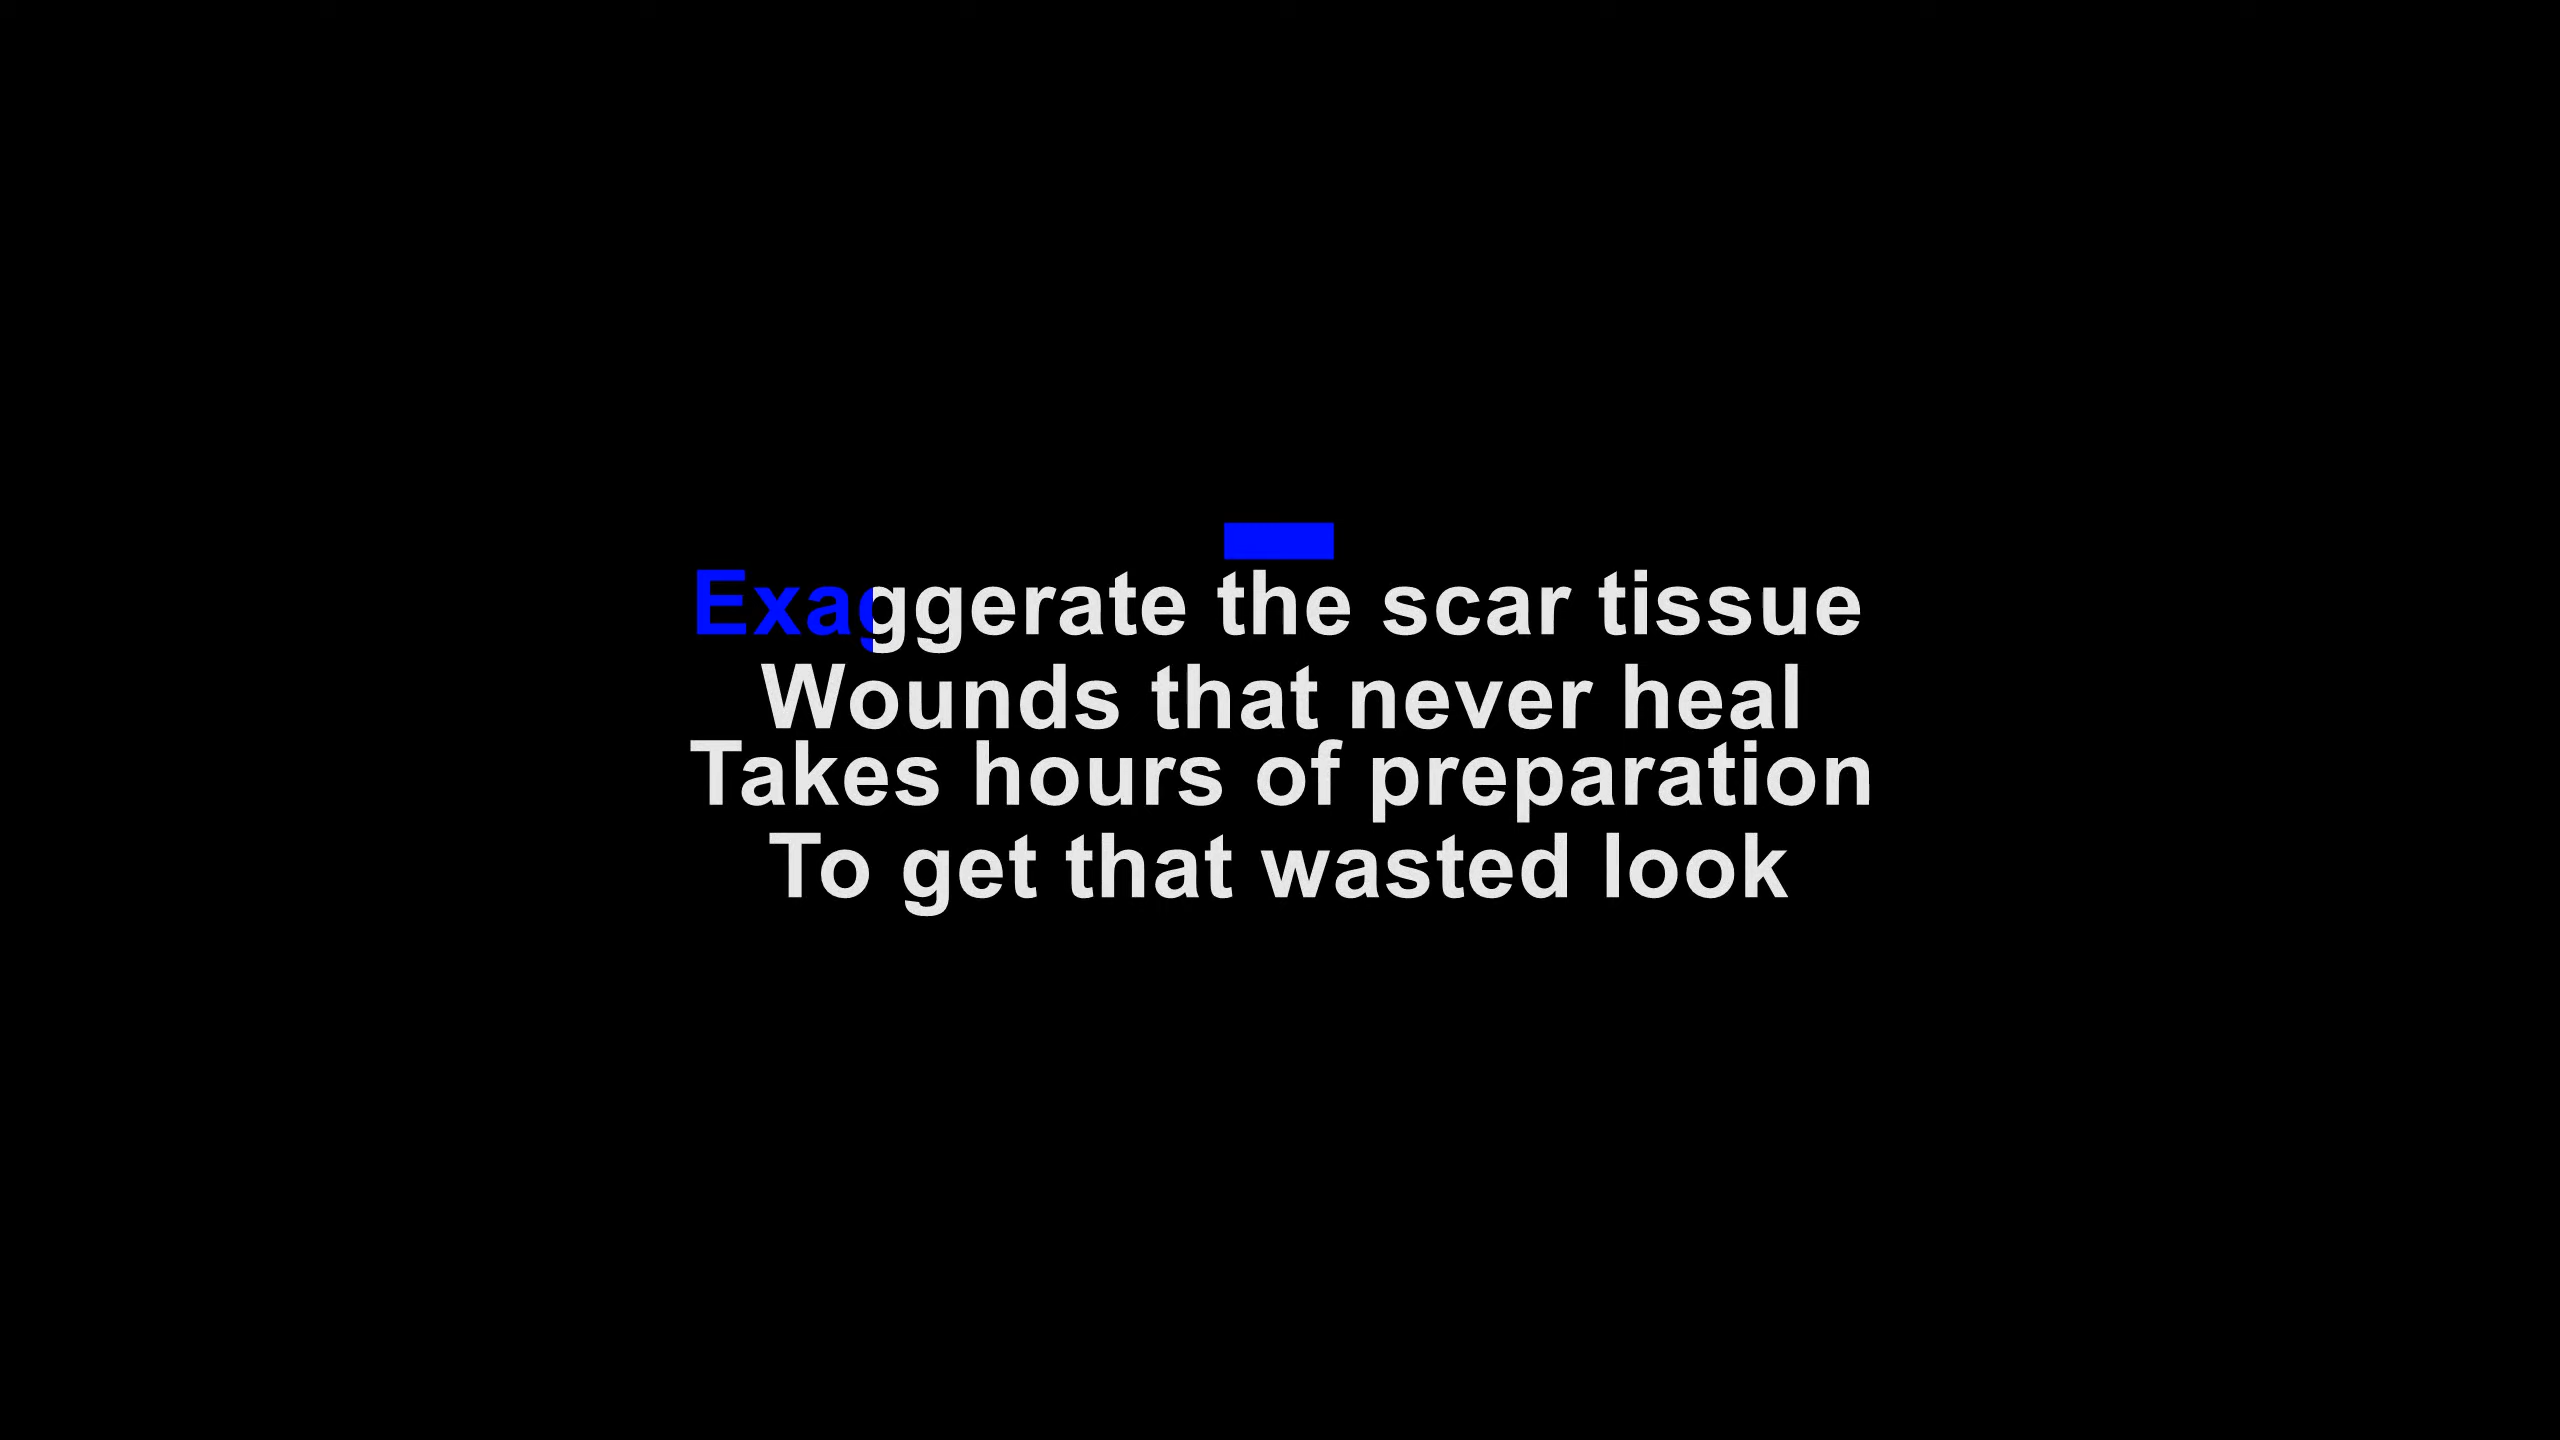 Exaggerate the scar tissue
Wounds that never heal
Takes hours of preparation
To get that wasted look